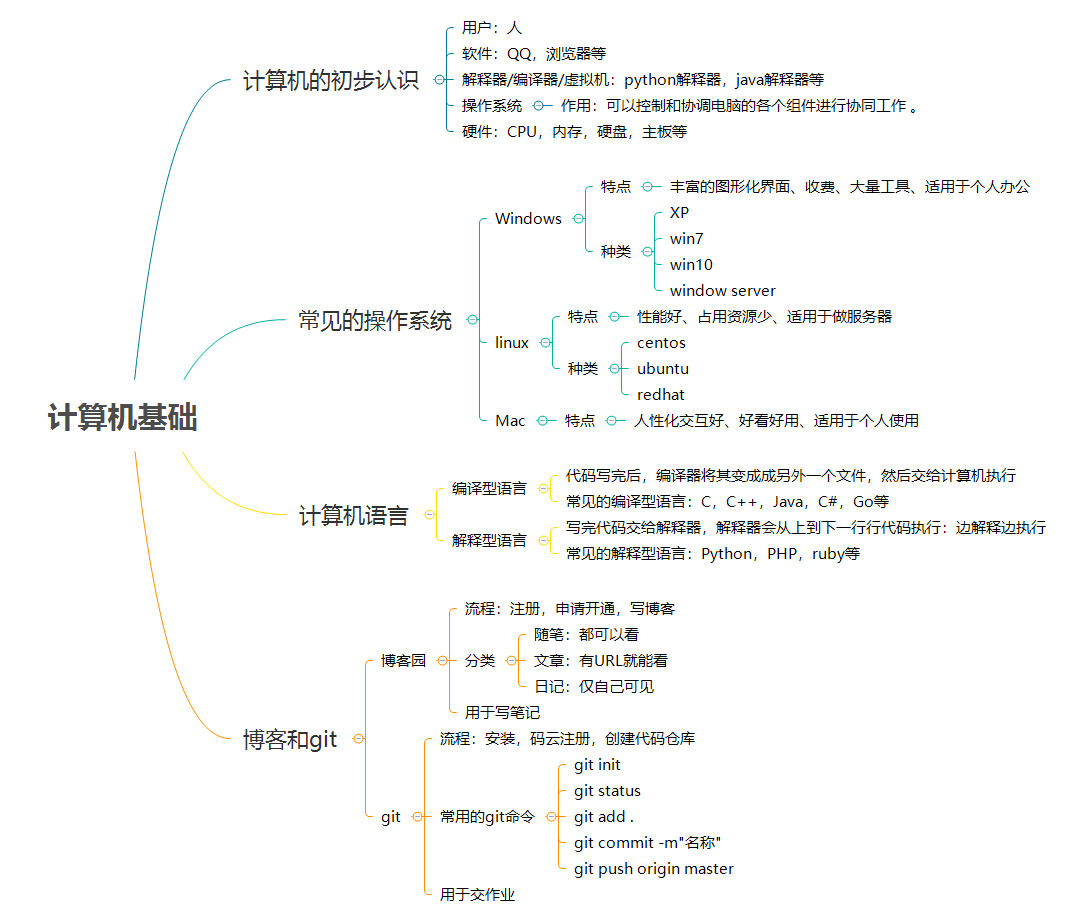 计算机基础
计算机的初步认识
用户：人
软件：QQ，浏览器等
解释器/编译器/虚拟机：python解释器，java解释器等
操作系统
作用：可以控制和协调电脑的各个组件进行协同工作 。
硬件：CPU，内存，硬盘，主板等
常见的操作系统
Windows
特点
丰富的图形化界面、收费、大量工具、适用于个人办公
种类
XP
win7
win10
window server
linux
特点
性能好、占用资源少、适用于做服务器
种类
centos
ubuntu
redhat
Mac
特点
人性化交互好、好看好用、适用于个人使用
计算机语言
编译型语言
代码写完后，编译器将其变成成另外一个文件，然后交给计算机执行
常见的编译型语言：C，C++，Java，C#，Go等
解释型语言
写完代码交给解释器，解释器会从上到下一行行代码执行：边解释边执行
常见的解释型语言：Python，PHP，ruby等
博客和git
博客园
流程：注册，申请开通，写博客
分类
随笔：都可以看
文章：有URL就能看
日记：仅自己可见
用于写笔记
git
流程：安装，码云注册，创建代码仓库
常用的git命令
git init
git status
git add .
git commit -m"名称"
git push origin master
用于交作业